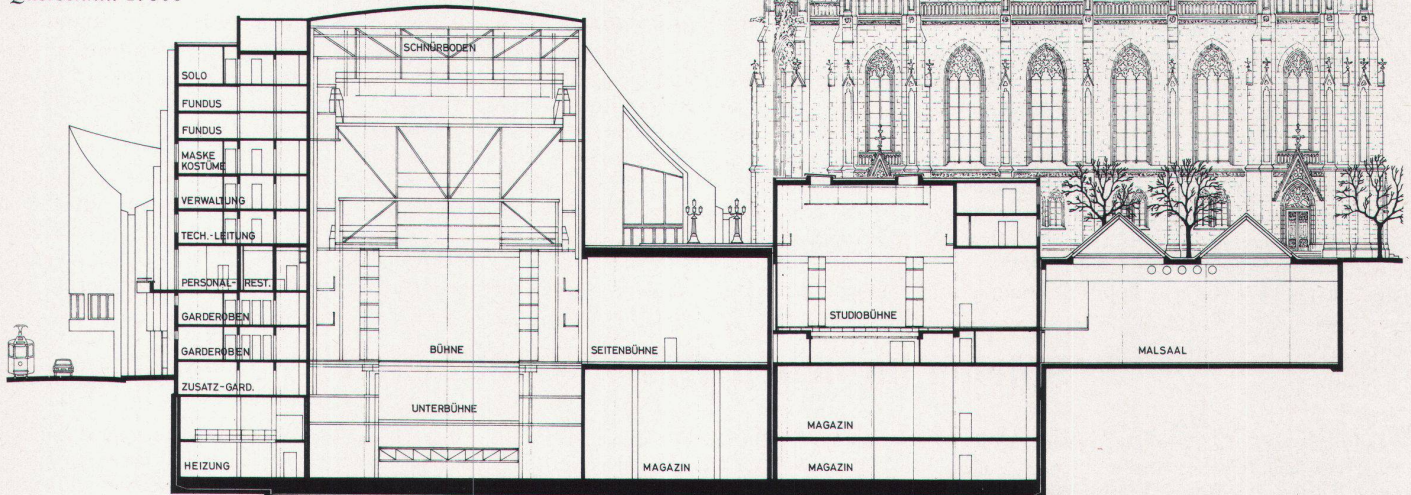 SCHNÜRBODEN
SOLO
FUNDUS
FUNDUS
MASKE
KOSTÜME
VERWALTUNG
TECH.-LEITUNG
PERSONAL-REST.
GARDEROBEN
GARDEROBEN
ZUSATZ-GARD.
HEIZUNG
BÜHNE
UNTERBÜHNE
SEITENBÜHNE
MAGAZIN
STUDIOBÜHNE
MAGAZIN
MAGAZIN
MALSAAL